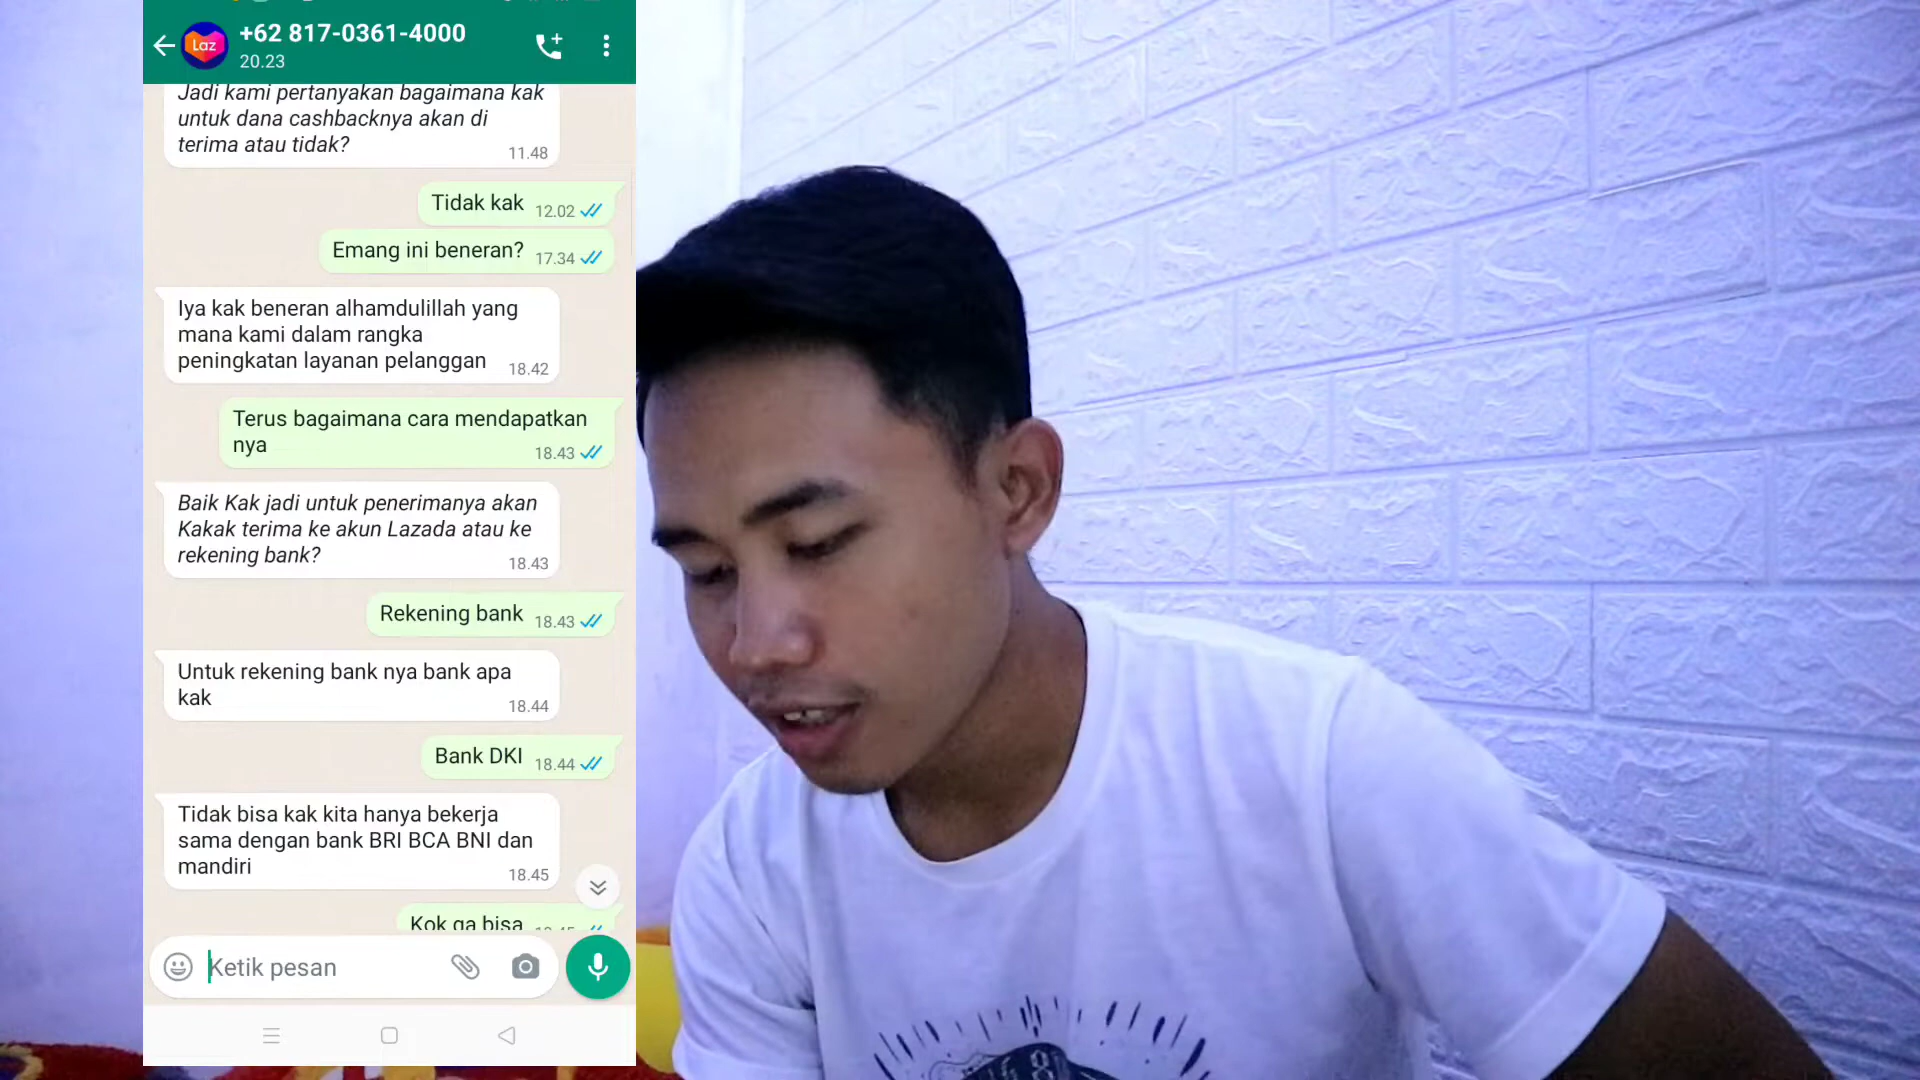 Laz
+62 817-0361-4000
20.23
Jadi kami pertanyakan bagaimana kak
untuk dana cashbacknya akan di
terima atau tidak?
11.48
Tidak kak 12.02
Emang ini beneran? 17.34
Iya kak beneran alhamdulillah yang
mana kami dalam rangka
peningkatan layanan pelanggan 18.42
Terus bagaimana cara mendapatkan
nya 18.43
Baik Kak jadi untuk penerimanya akan
Kakak terima ke akun Lazada atau ke
rekening bank? 18.43
Rekening bank 18.43
Untuk rekening bank nya bank apa
kak 18.44
Bank DKI 18.44
Tidak bisa kak kita hanya bekerja
sama dengan bank BRI BCA BNI dan
mandiri 18.45
Kok ga bisa 18.45
Ketik pesan